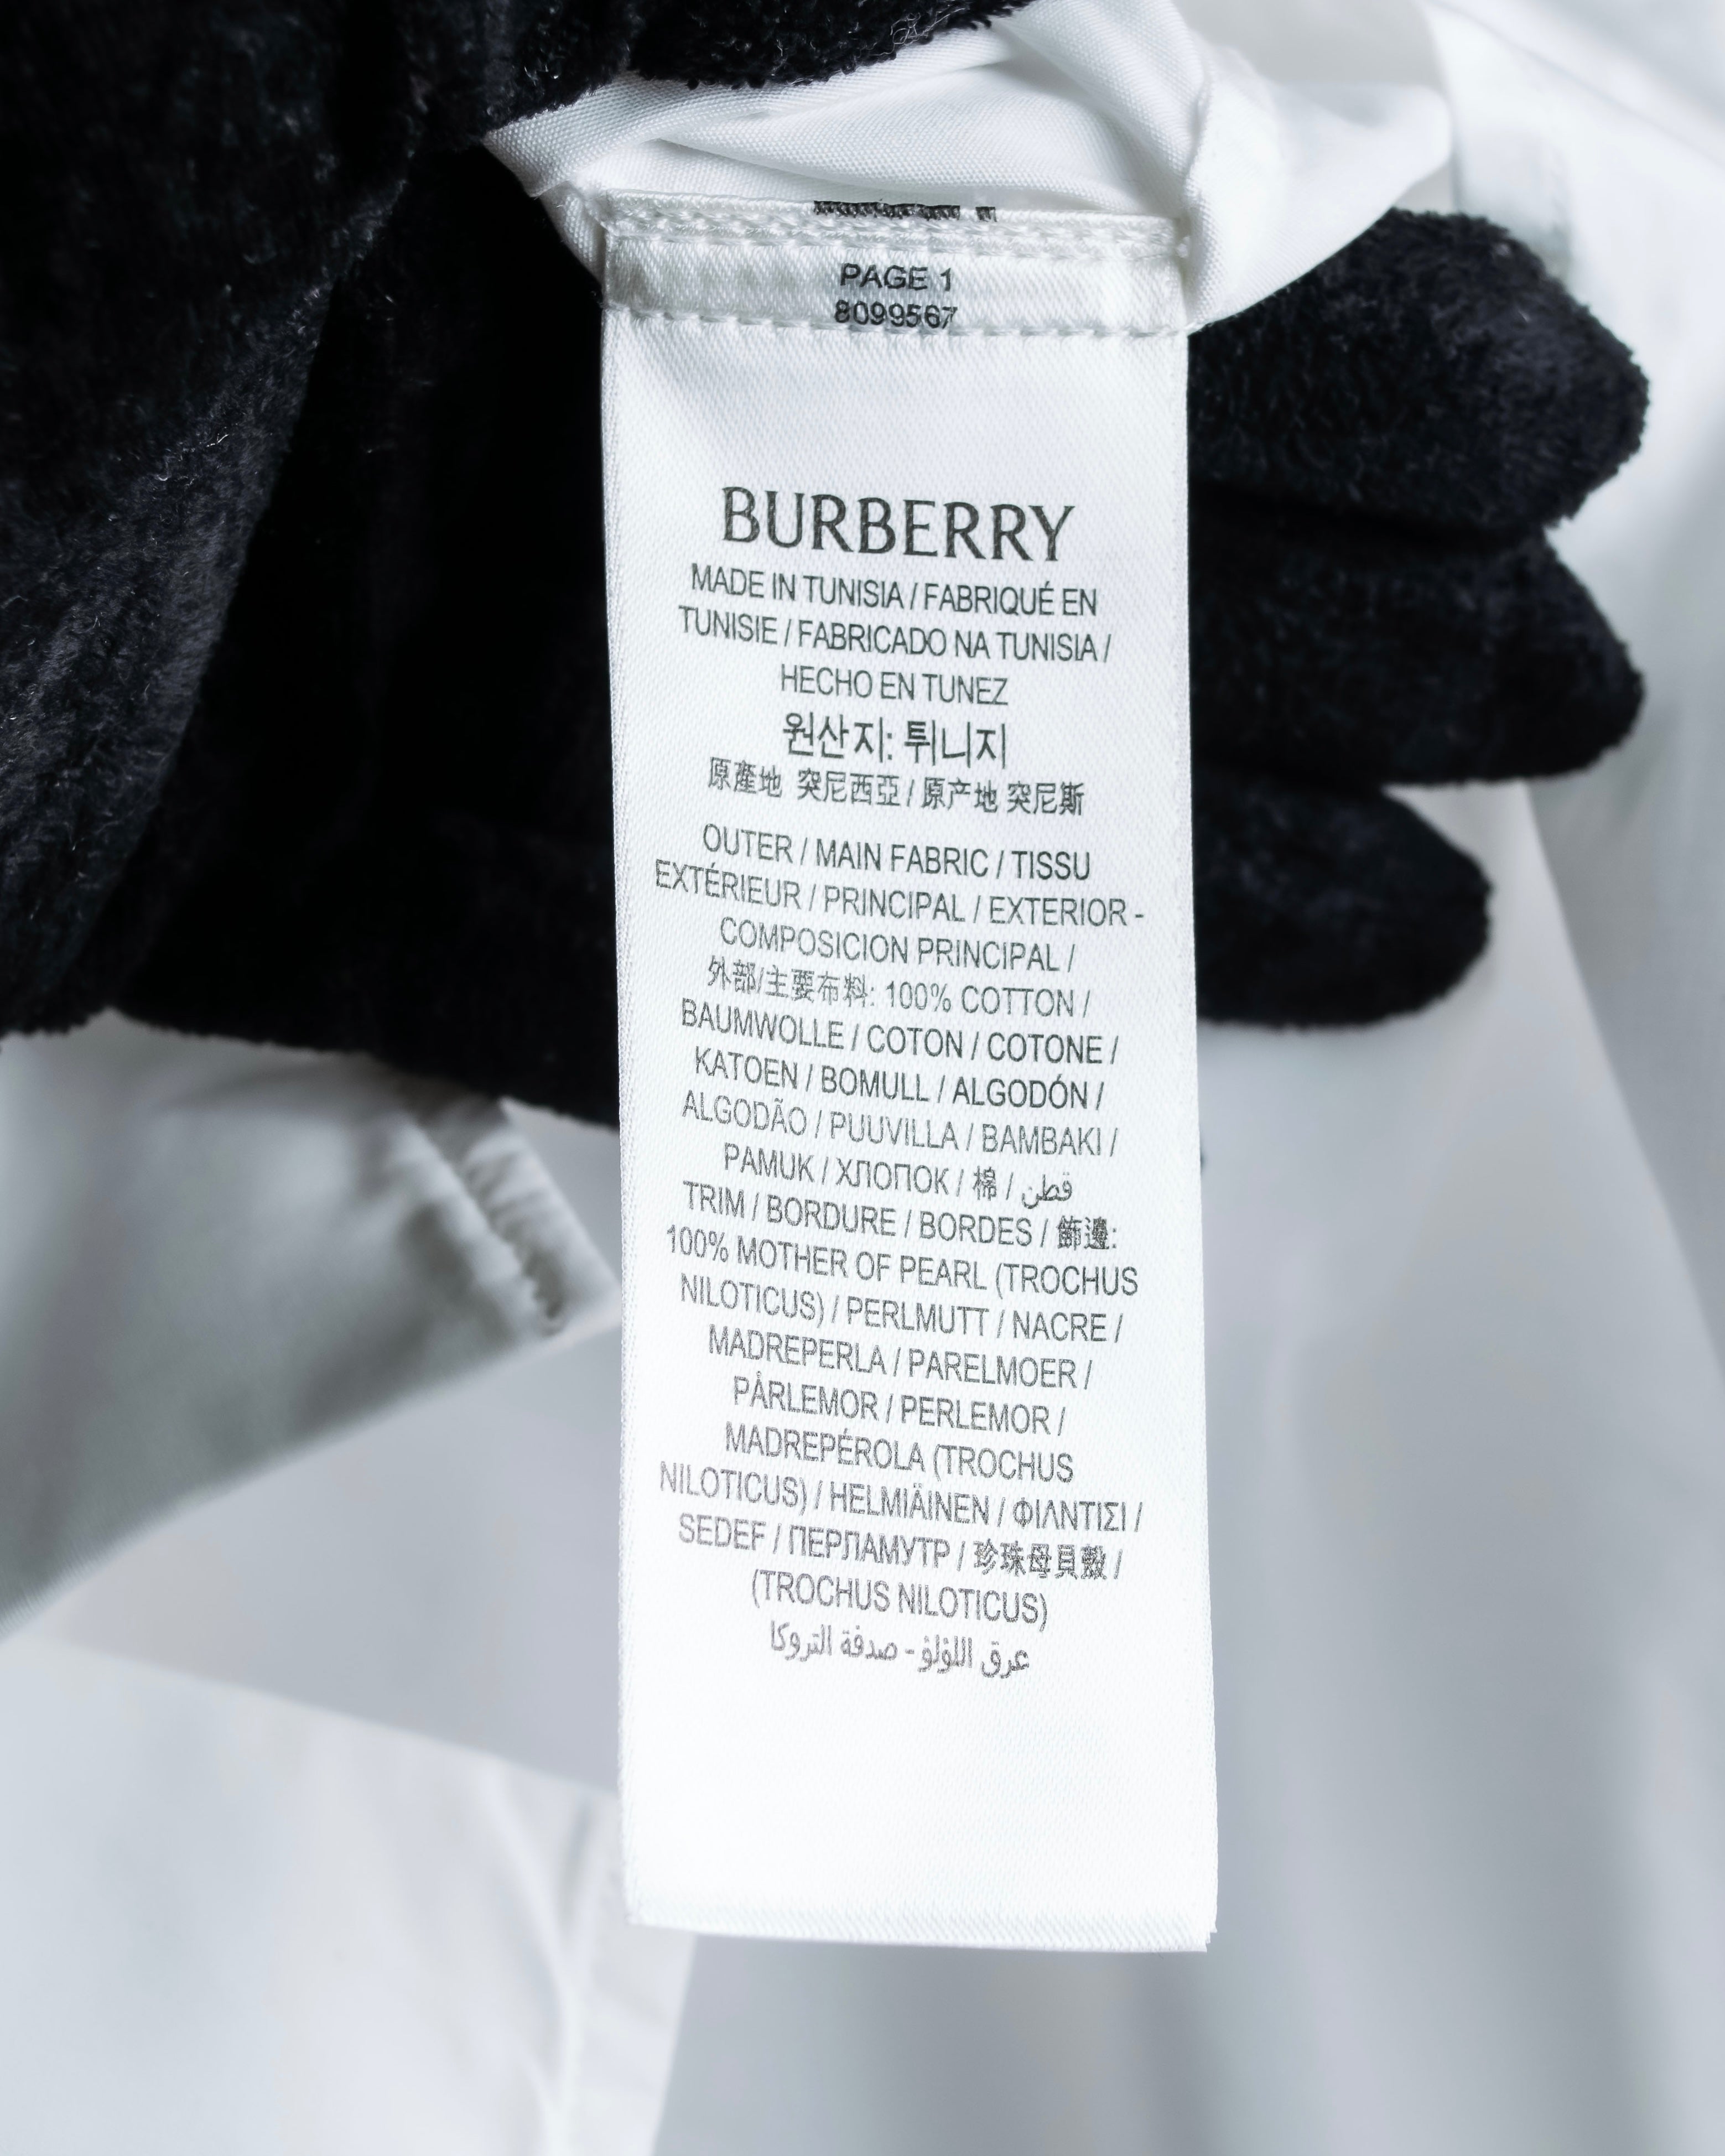 PAGE 1
8099567
BURBERRY
MADE IN TUNISIA / FABRIQUÉ EN
TUNISIE / FABRICADO NA TUNISIA /
HECHO EN TUNEZ
원산지: 튀니지
原產地 突尼西亞 / 原产地 突尼斯
OUTER / MAIN FABRIC / TISSU
EXTÉRIEUR / PRINCIPAL / EXTERIOR -
COMPOSICION PRINCIPAL /
外部/主要布料: 100% COTTON /
BAUMWOLLE / COTON / COTONE /
KATOEN / BOMULL / ALGODÓN /
ALGODÃO / PUUVILLA / BAMBAKI /
PAMUK / ХЛОПОК / 棉 / قطن
TRIM / BORDURE / BORDES / 飾邊:
100% MOTHER OF PEARL (TROCHUS
NILOTICUS) / PERLMUTT / NACRE /
MADREPERLA / PARELMOER /
PÄRLEMOR / PERLEMOR /
MADREPÉROLA (TROCHUS
NILOTICUS) / HELMIÄINEN / ΦΙΛΝΤΙΣΙ /
SEDEF / ПЕРЛАМУТР / 珍珠母貝殼 /
(TROCHUS NILOTICUS)
عرق اللؤلؤ - صدفة التروكا